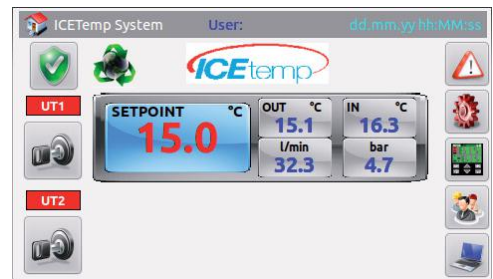 ICETemp System User: dd.mm.yy hh:MM:ss
ICEtemp
UT1
SETPOINT °C OUT °C IN °C
15.0 15.1 16.3
l/min bar
32.3 4.7
UT2